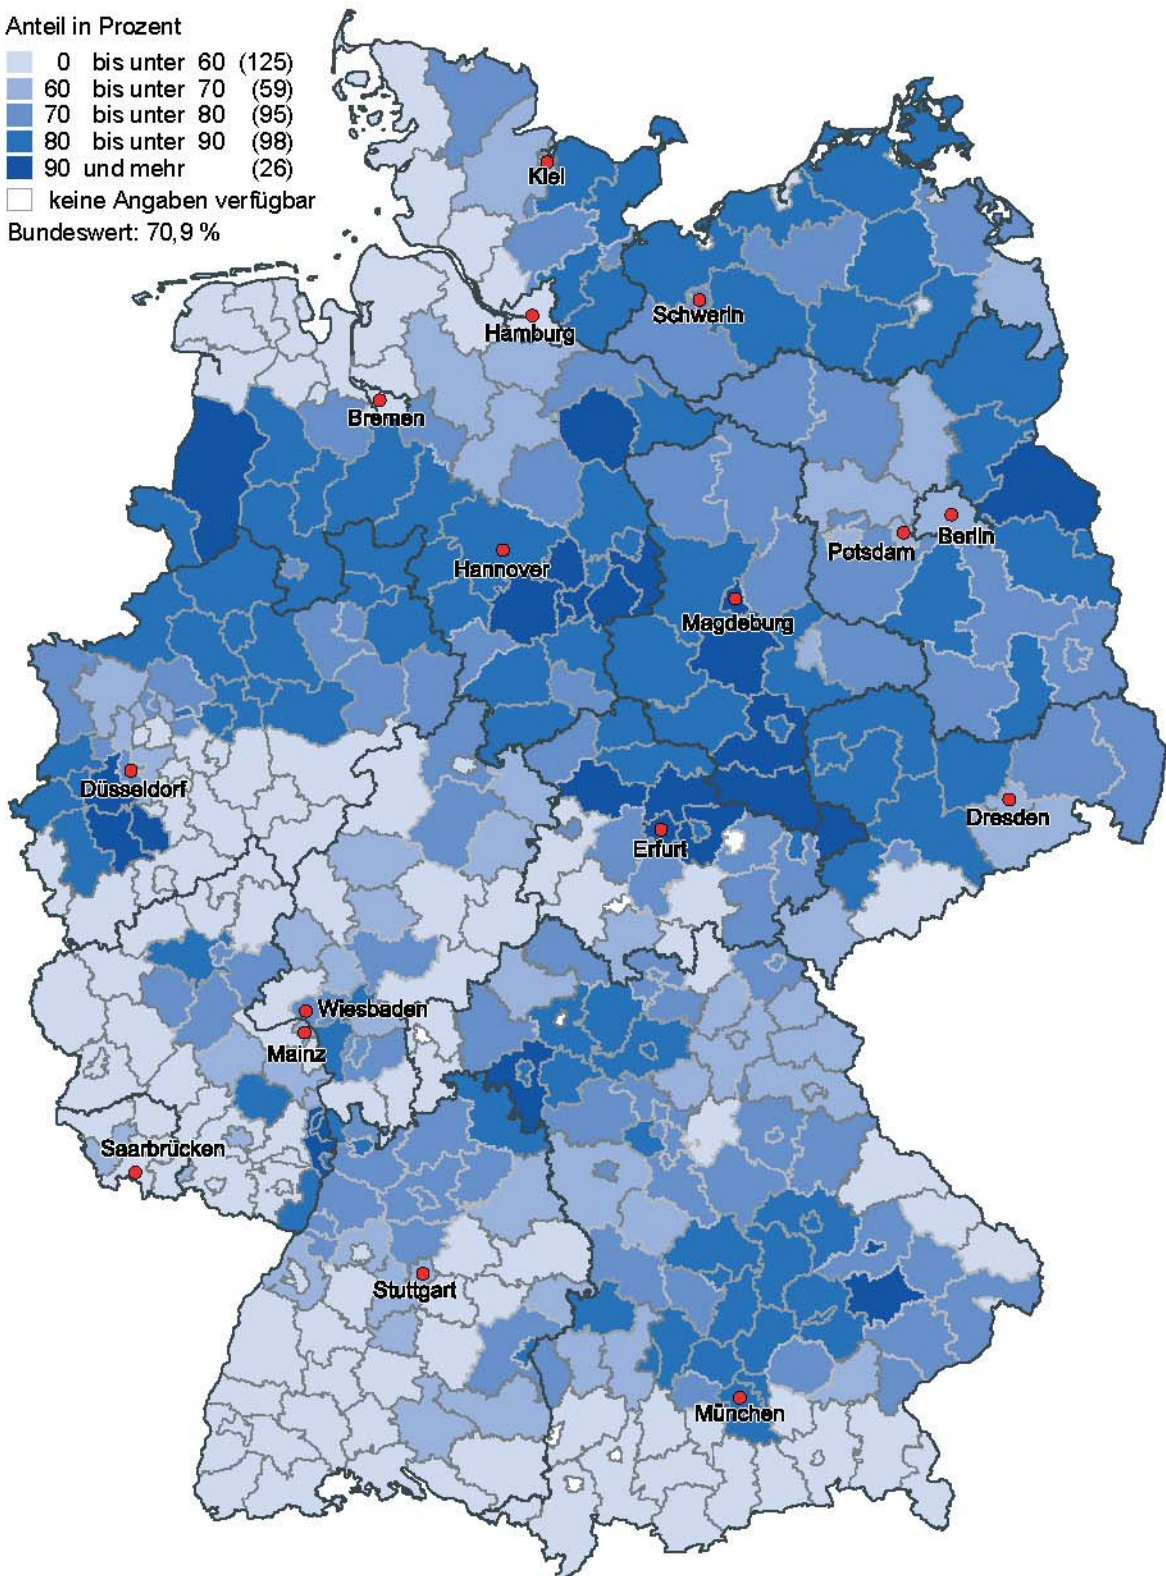 Anteil in Prozent
0 bis unter 60 (125)
60 bis unter 70 (59)
70 bis unter 80 (95)
80 bis unter 90 (98)
90 und mehr (26)
keine Angaben verfügbar
Bundeswert: 70,9 %
Kiel
Schwerin
Hamburg
Bremen
Berlin
Potsdam
Hannover
Magdeburg
Düsseldorf
Dresden
Erfurt
Wiesbaden
Mainz
Saarbrücken
Stuttgart
München